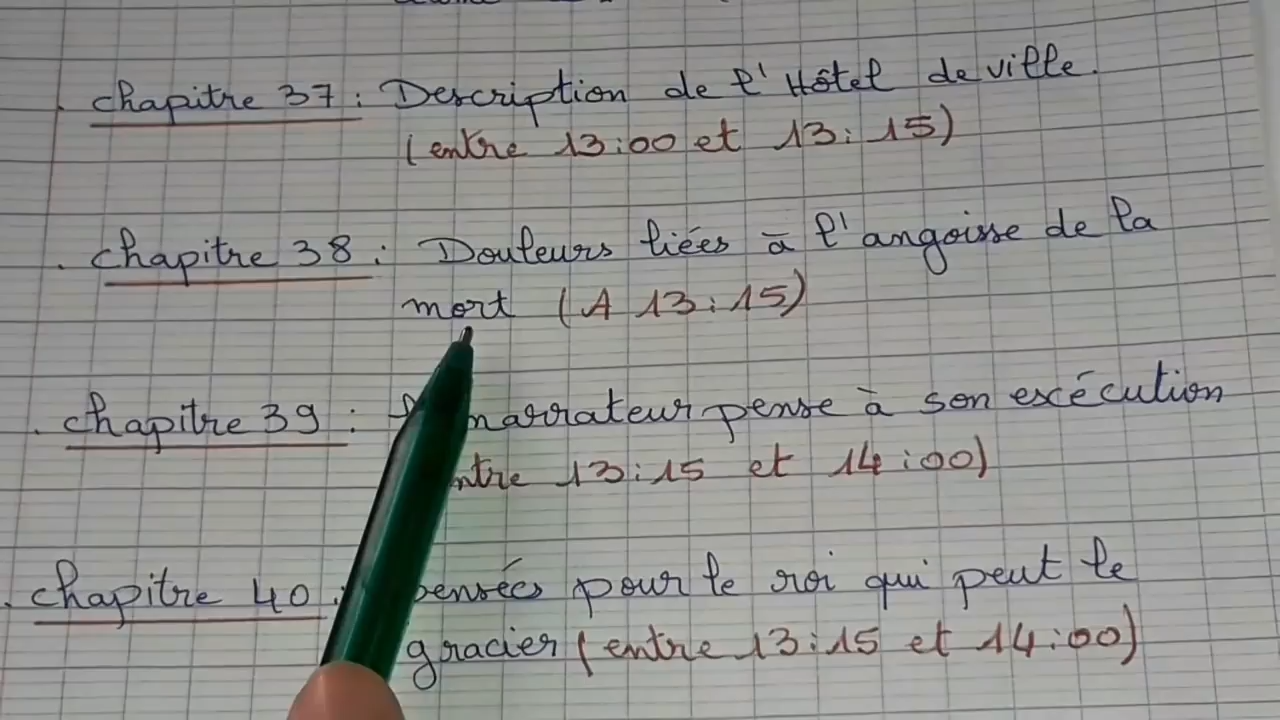 . chapitre 37 : Description de l'Hôtel de ville.
(entre 13:00 et 13:15)
. chapitre 38 : Douleurs liées à l'angoisse de la
mort (A 13:15)
. chapitre 39 : narrateur pense à son exécution
13:15 et 14:00)
. chapitre 40 : pensées pour le roi qui peut le
gracier (entre 13:15 et 14:00)